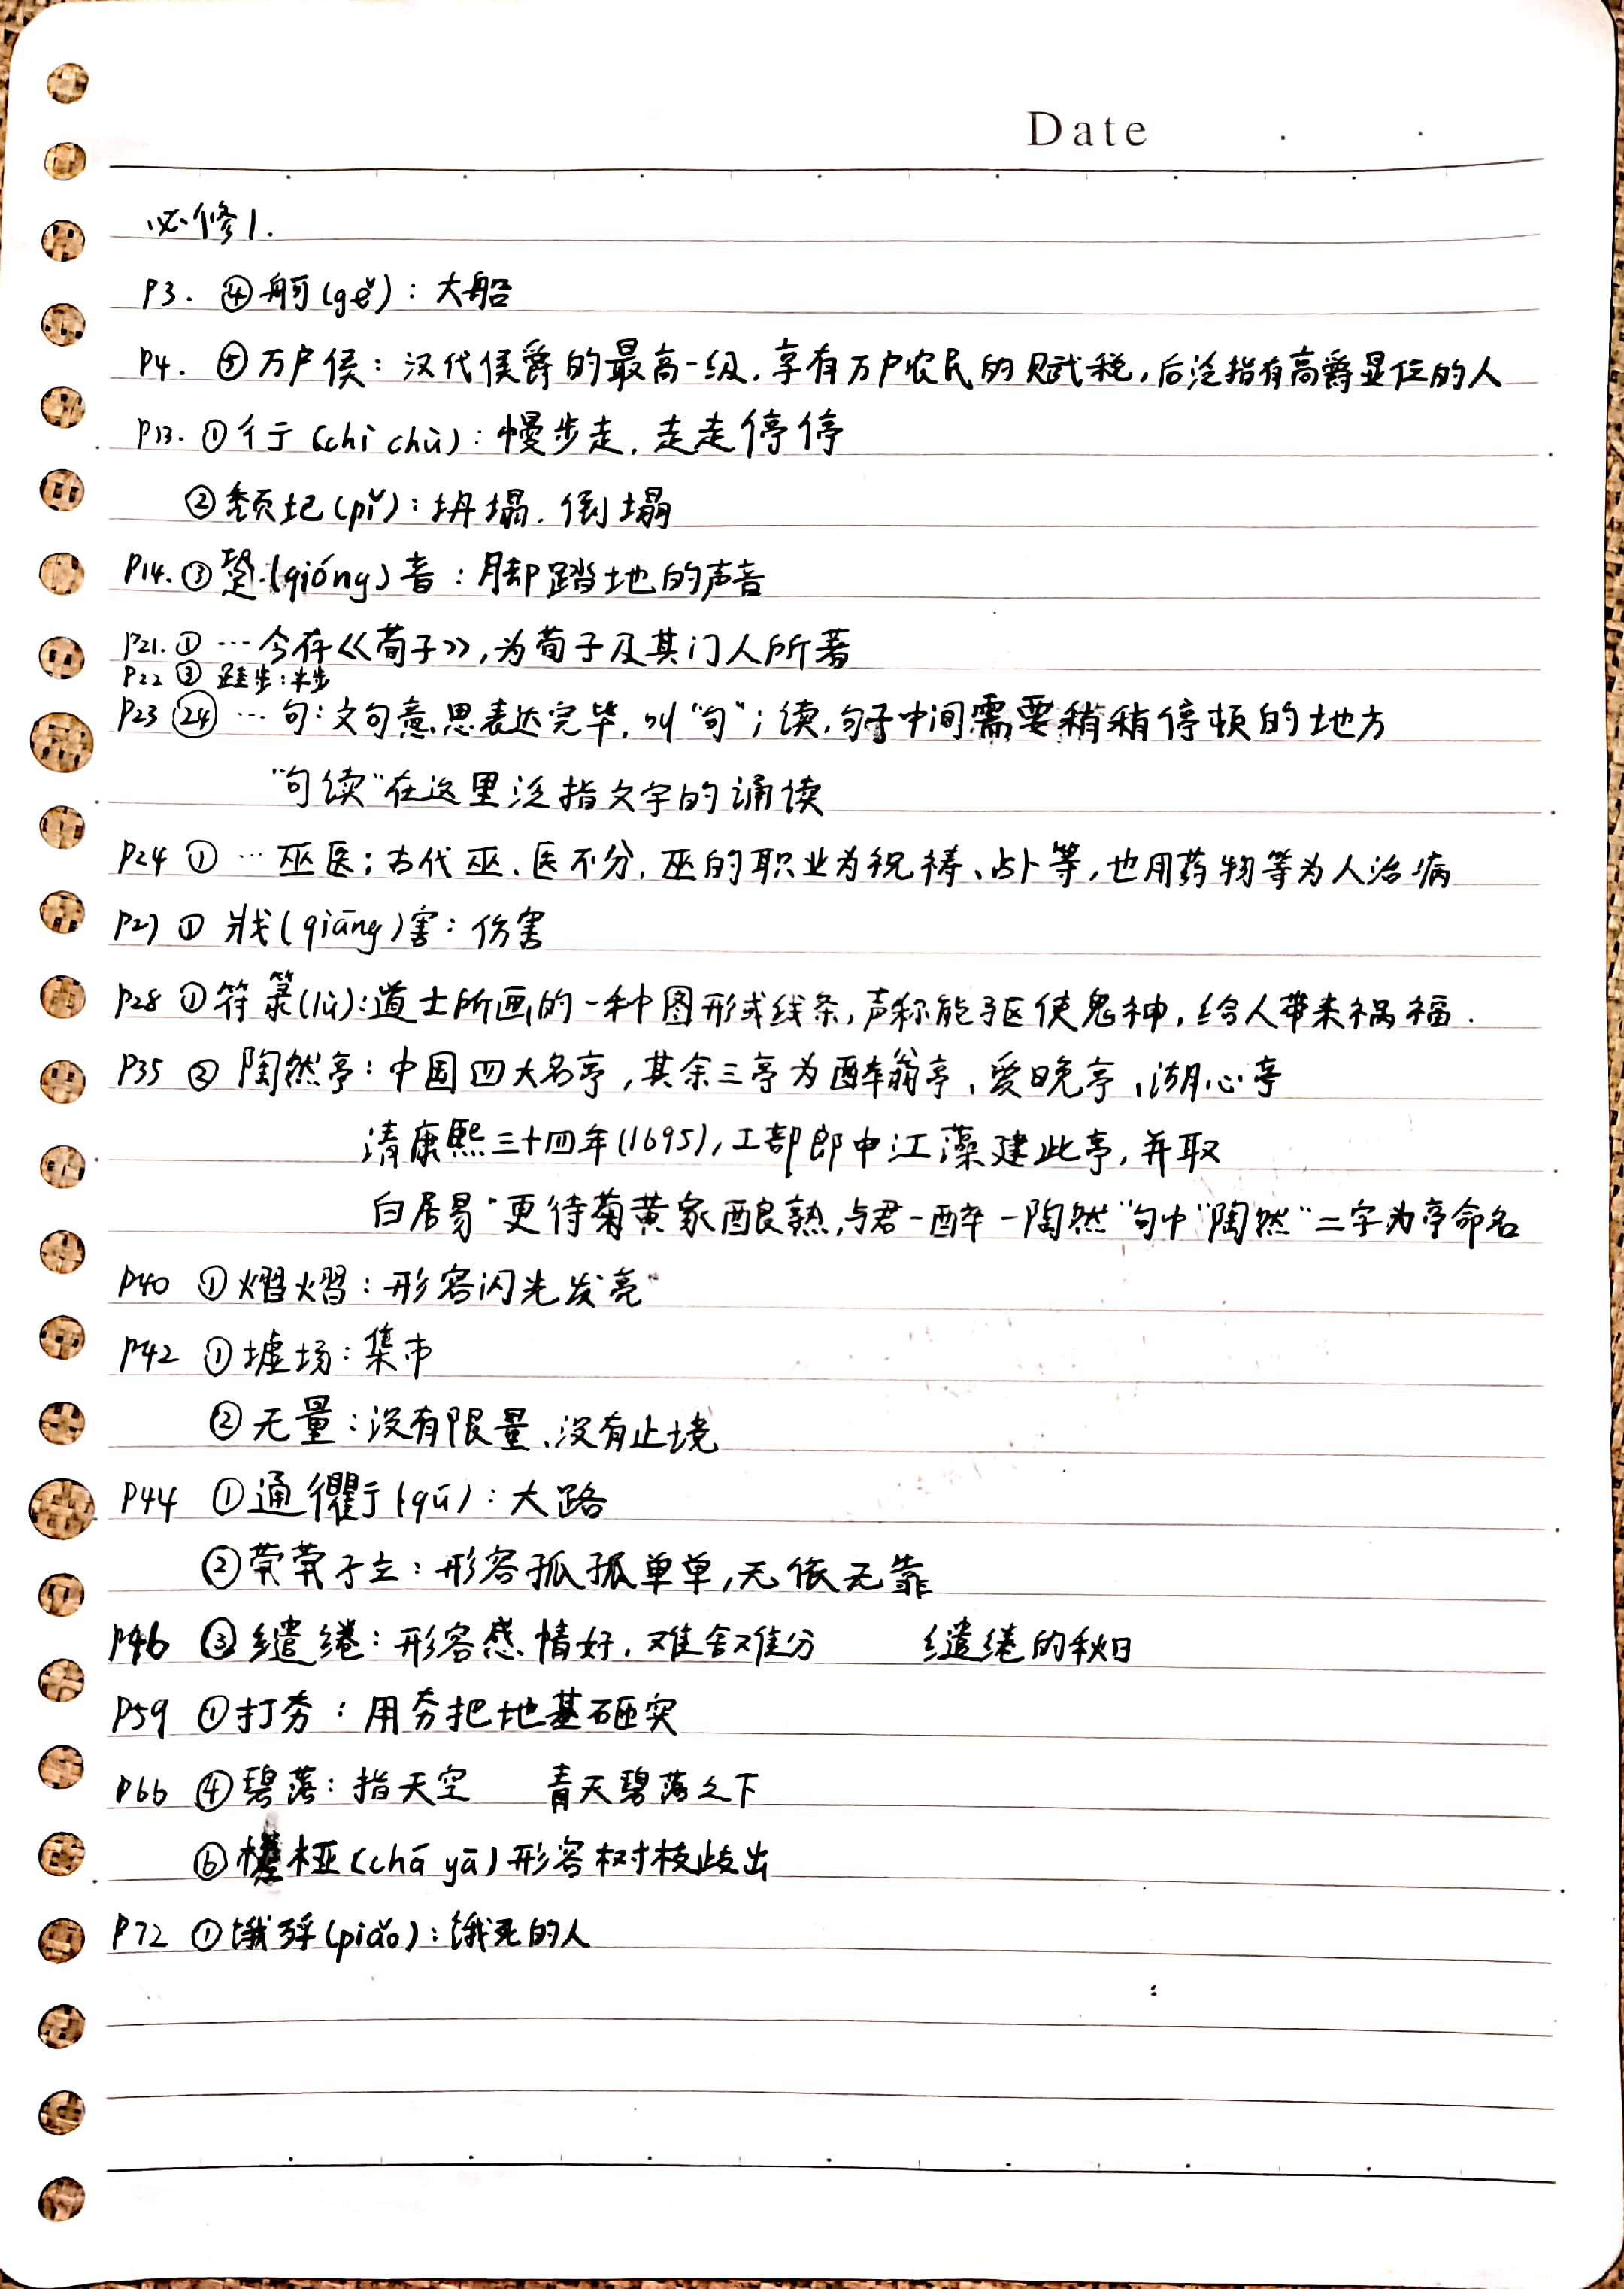 Date
必修1.
P3. ④舸(gě)：大船
P4. ⑤万户侯：汉代侯爵的最高一级，享有万户农民的赋税，后泛指有高爵显位的人
P13. ①彳亍(chì chù)：慢步走，走走停停
②颓圮(pǐ)：坍塌，倒塌
P14. ③跫(qióng)音：脚踏地的声音
P21. ① …今存《荀子》，为荀子及其门人所著
P22 ③ 跬步：半步
P23 ㉔ …句：文句意思表达完毕，叫“句”；读，句子中间需要稍稍停顿的地方
“句读”在这里泛指文字的诵读
P24 ① …巫医：古代巫、医不分，巫的职业为祝祷、占卜等，也用药物等为人治病
P27 ① 戕(qiāng)害：伤害
P28 ①符箓(lù)：道士所画的一种图形或线条，声称能驱使鬼神，给人带来祸福.
P35 ② 陶然亭：中国四大名亭，其余三亭为醉翁亭、爱晚亭、湖心亭
清康熙三十四年(1695)，工部郎中江藻建此亭，并取
白居易“更待菊黄家酿熟，与君一醉一陶然”句中“陶然”二字为亭命名
P40 ①熠熠：形容闪光发亮
P42 ①墟场：集市
②无量：没有限量、没有止境
P44 ①通衢(qú)：大路
②茕茕孑立：形容孤孤单单，无依无靠
P46 ③缱绻：形容感情好，难舍难分 缱绻的秋日
P59 ①打夯：用夯把地基砸实
P66 ④碧落：指天空 青天碧落之下
⑥楂桠(chā yā)形容树枝歧出
P72 ①饿殍(piǎo)：饿死的人